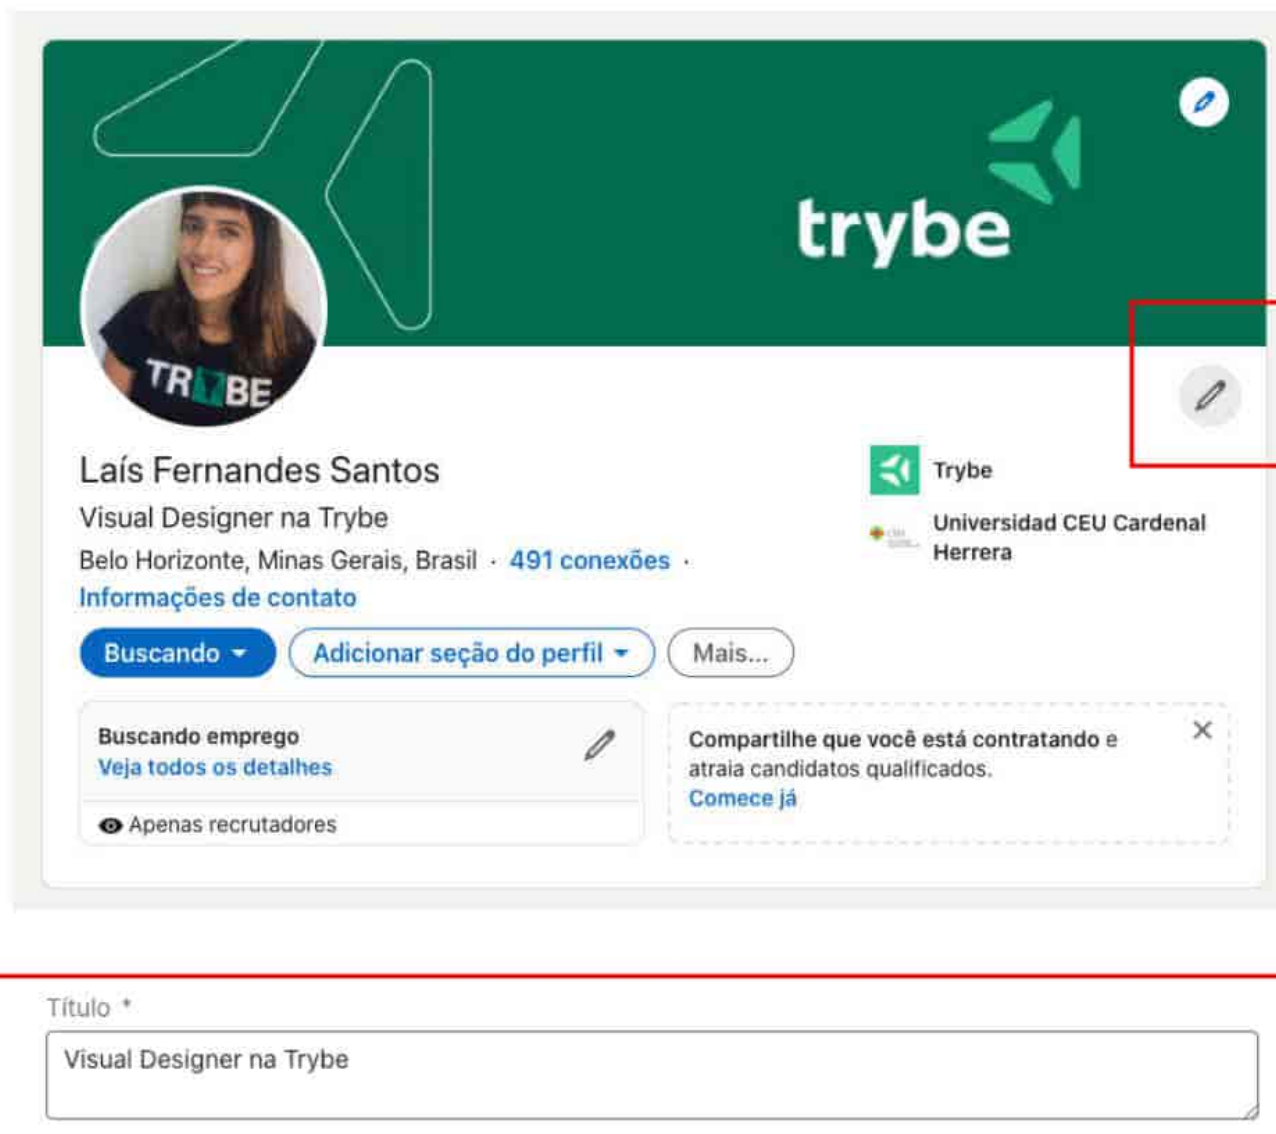 trybe
TRYBE
Laís Fernandes Santos
Visual Designer na Trybe
Belo Horizonte, Minas Gerais, Brasil · 491 conexões ·
Informações de contato
Trybe
Universidad CEU Cardenal
Herrera
Buscando
Adicionar seção do perfil
Mais...
Buscando emprego
Veja todos os detalhes
Apenas recrutadores
Compartilhe que você está contratando e
atraia candidatos qualificados.
Comece já
Título *
Visual Designer na Trybe